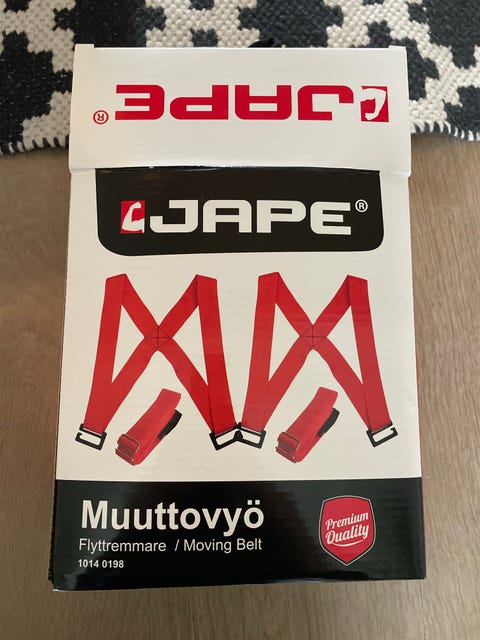 JAPE®
JAPE®
Muuttovyö
Flyttremmare / Moving Belt
1014 0198
Premium
Quality